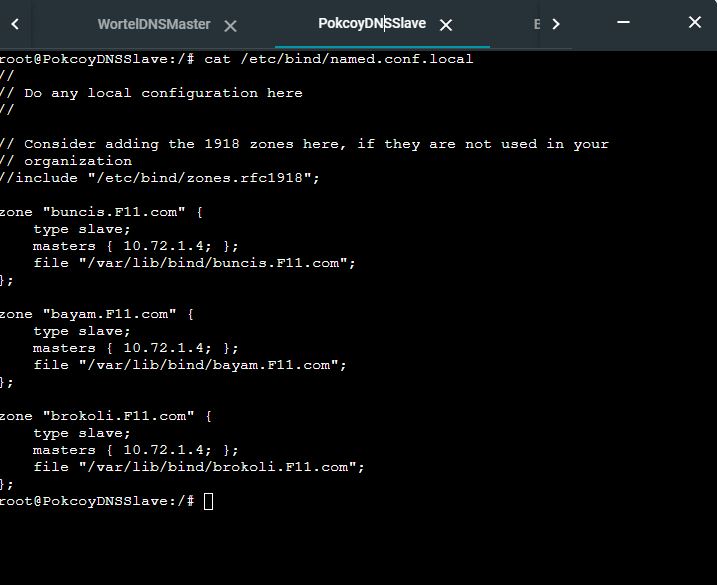 WortelDNSMaster
PokcoyDNSSlave
root@PokcoyDNSSlave:/# cat /etc/bind/named.conf.local
//
// Do any local configuration here
//
// Consider adding the 1918 zones here, if they are not used in your
// organization
//include "/etc/bind/zones.rfc1918";
zone "buncis.F11.com" {
    type slave;
    masters { 10.72.1.4; };
    file "/var/lib/bind/buncis.F11.com";
};
zone "bayam.F11.com" {
    type slave;
    masters { 10.72.1.4; };
    file "/var/lib/bind/bayam.F11.com";
};
zone "brokoli.F11.com" {
    type slave;
    masters { 10.72.1.4; };
    file "/var/lib/bind/brokoli.F11.com";
};
root@PokcoyDNSSlave:/#